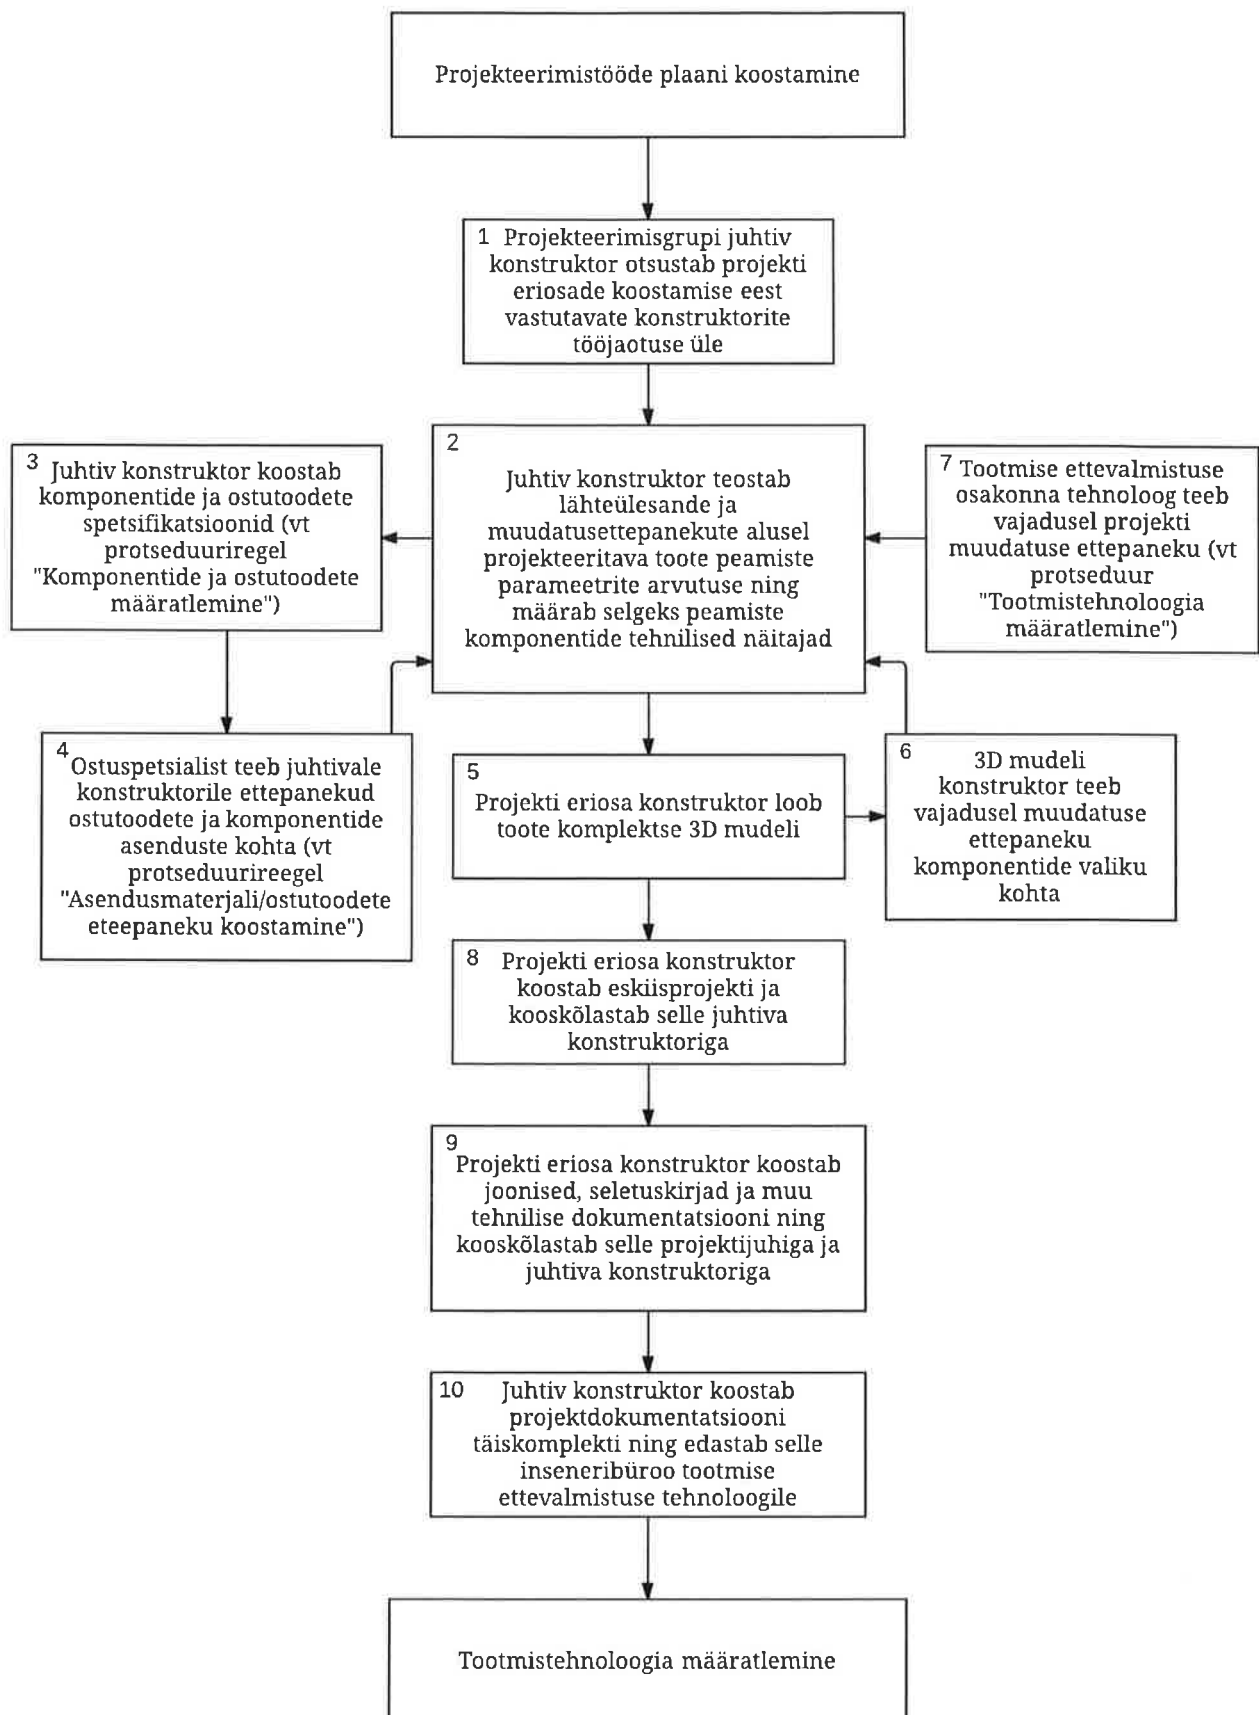 Projekteerimistööde plaani koostamine
1 Projekteerimisgrupi juhtiv
konstruktor otsustab projekti
eriosade koostamise eest
vastutavate konstruktorite
tööjaotuse üle
2
Juhtiv konstruktor teostab
lähteülesande ja
muudatusettepanekute alusel
projekteeritava toote peamiste
parameetrite arvutuse ning
määrab selgeks peamiste
komponentide tehnilised näitajad
3 Juhtiv konstruktor koostab
komponentide ja ostutoodete
spetsifikatsioonid (vt
protseduuriregel
"Komponentide ja ostutoodete
määratlemine")
7 Tootmise ettevalmistuse
osakonna tehnoloog teeb
vajadusel projekti
muudatuse ettepaneku (vt
protseduur
"Tootmistehnoloogia
määratlemine")
4
Ostuspetsialist teeb juhtivale
konstruktorile ettepanekud
ostutoodete ja komponentide
asenduste kohta (vt
protseduurireegel
"Asendusmaterjali/ostutoodete
eteepaneku koostamine")
5
Projekti eriosa konstruktor loob
toote komplektse 3D mudeli
6
3D mudeli
konstruktor teeb
vajadusel muudatuse
ettepaneku
komponentide valiku
kohta
8 Projekti eriosa konstruktor
koostab eskiisprojekti ja
kooskõlastab selle juhtiva
konstruktoriga
9
Projekti eriosa konstruktor koostab
joonised, seletuskirjad ja muu
tehnilise dokumentatsiooni ning
kooskõlastab selle projektijuhiga ja
juhtiva konstruktoriga
10 Juhtiv konstruktor koostab
projektdokumentatsiooni
täiskomplekti ning edastab selle
inseneribüroo tootmise
ettevalmistuse tehnoloogile
Tootmistehnoloogia määratlemine